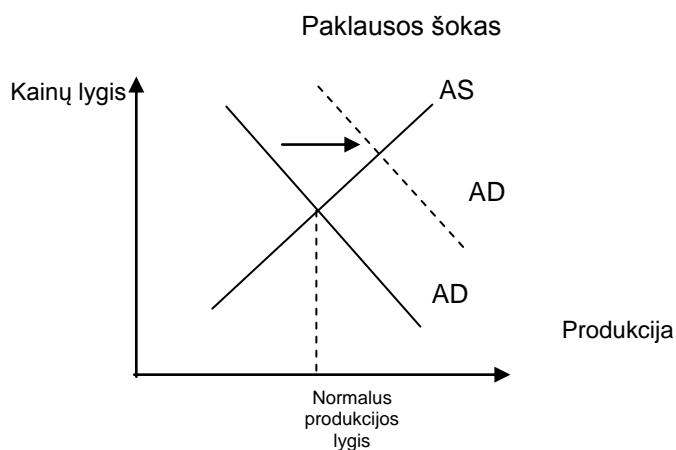 Paklausos šokas
Kainų lygis
AS
AD
AD
Produkcija
Normalus
produkcijos
lygis